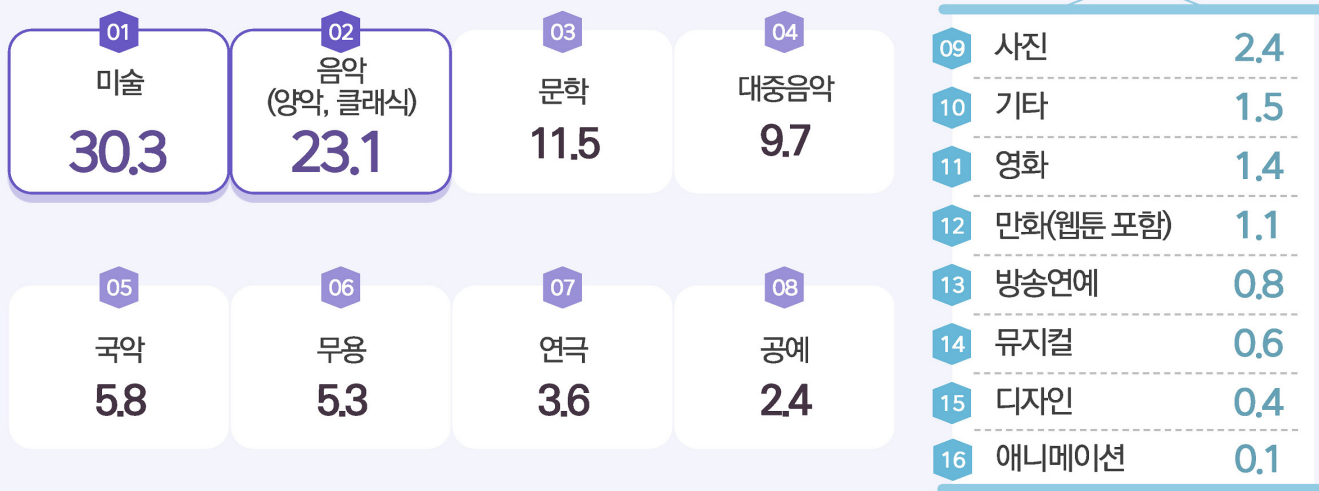 01
미술
30.3
02
음악
(양악, 클래식)
23.1
03
문학
11.5
04
대중음악
9.7
05
국악
5.8
06
무용
5.3
07
연극
3.6
08
공예
2.4
09 사진 2.4
10 기타 1.5
11 영화 1.4
12 만화(웹툰 포함) 1.1
13 방송연예 0.8
14 뮤지컬 0.6
15 디자인 0.4
16 애니메이션 0.1